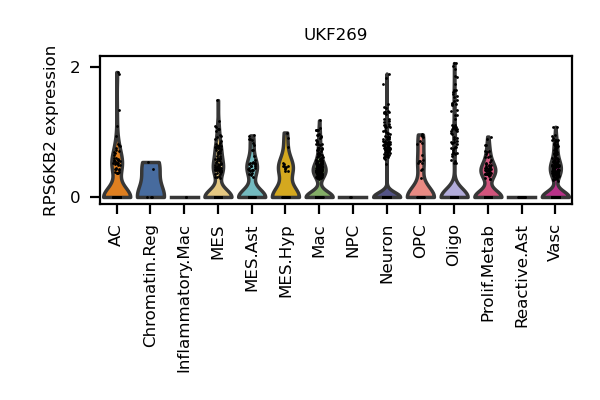 UKF269
RPS6KB2 expression
2
0
AC
Chromatin.Reg
Inflammatory.Mac
MES
MES.Ast
MES.Hyp
Mac
NPC
Neuron
OPC
Oligo
Prolif.Metab
Reactive.Ast
Vasc